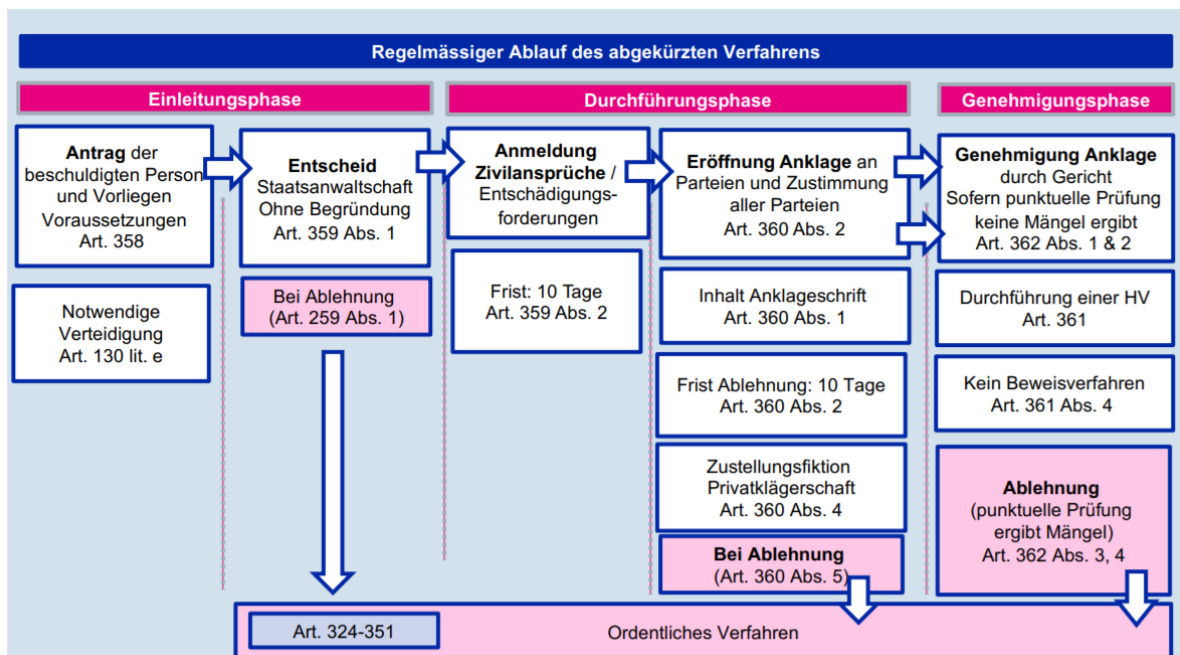 Regelmässiger Ablauf des abgekürzten Verfahrens
Einleitungsphase
Durchführungsphase
Genehmigungsphase
Antrag der
beschuldigten Person
und Vorliegen
Voraussetzungen
Art. 358
Notwendige
Verteidigung
Art. 130 lit. e
Entscheid
Staatsanwaltschaft
Ohne Begründung
Art. 359 Abs. 1
Bei Ablehnung
(Art. 259 Abs. 1)
Anmeldung
Zivilansprüche /
Entschädigungs-
forderungen
Frist: 10 Tage
Art. 359 Abs. 2
Eröffnung Anklage an
Parteien und Zustimmung
aller Parteien
Art. 360 Abs. 2
Inhalt Anklageschrift
Art. 360 Abs. 1
Frist Ablehnung: 10 Tage
Art. 360 Abs. 2
Zustellungsfiktion
Privatklägerschaft
Art. 360 Abs. 4
Bei Ablehnung
(Art. 360 Abs. 5)
Genehmigung Anklage
durch Gericht
Sofern punktuelle Prüfung
keine Mängel ergibt
Art. 362 Abs. 1 & 2
Durchführung einer HV
Art. 361
Kein Beweisverfahren
Art. 361 Abs. 4
Ablehnung
(punktuelle Prüfung
ergibt Mängel)
Art. 362 Abs. 3, 4
Art. 324-351
Ordentliches Verfahren